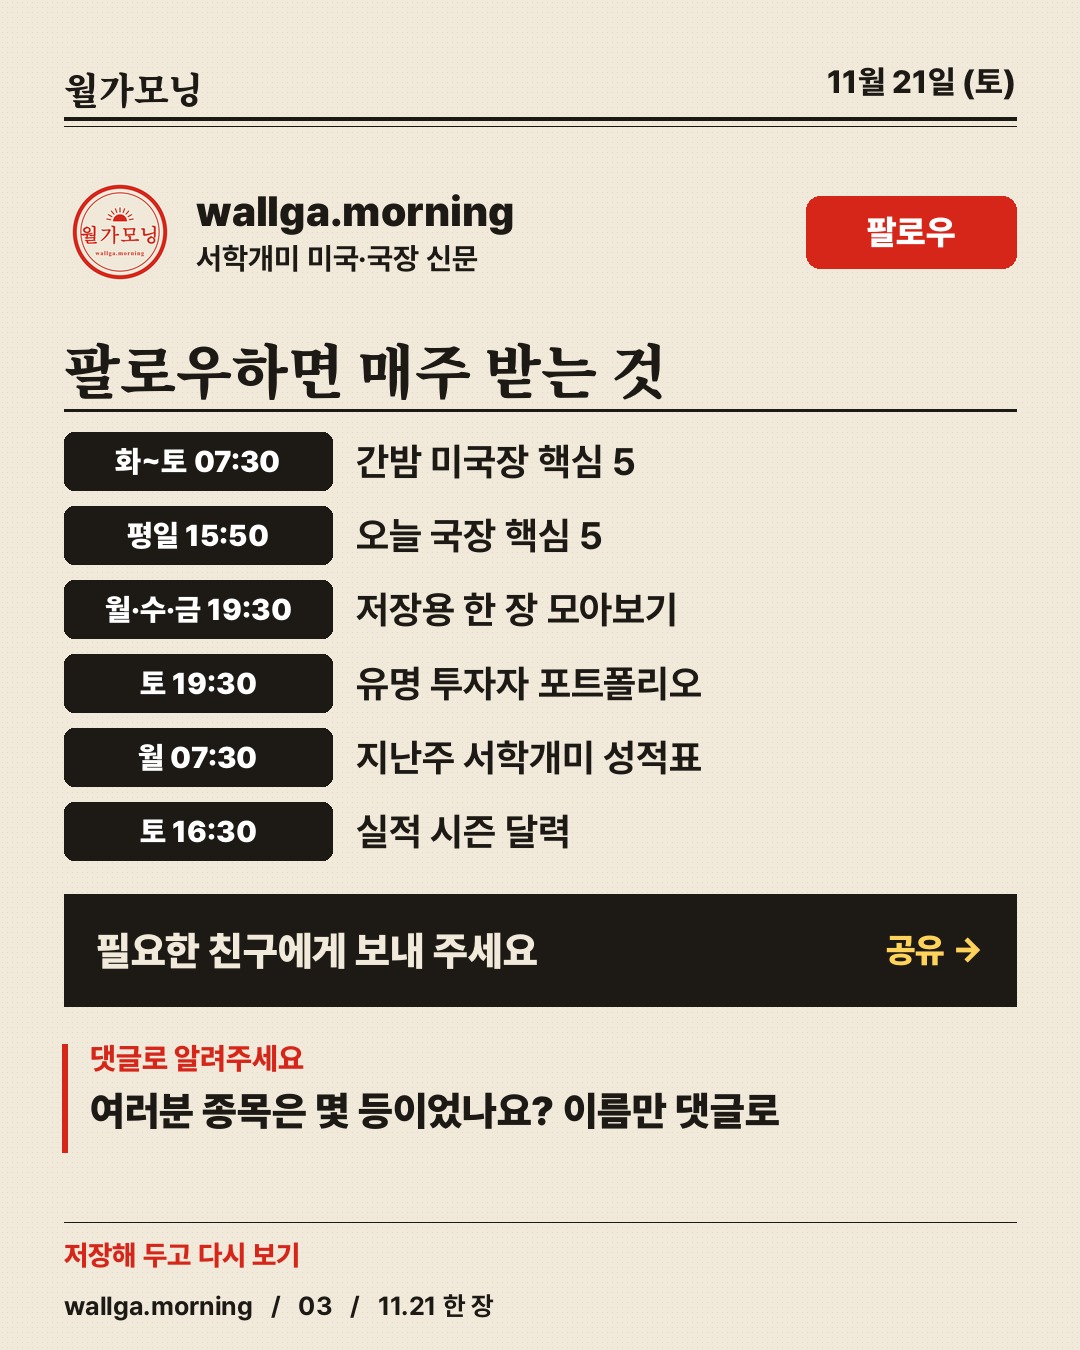 월가모닝
11월 21일 (토)
월가모닝
wallga.morning
wallga.morning
서학개미 미국·국장 신문
팔로우
팔로우하면 매주 받는 것
화~토 07:30 간밤 미국장 핵심 5
평일 15:50 오늘 국장 핵심 5
월·수·금 19:30 저장용 한 장 모아보기
토 19:30 유명 투자자 포트폴리오
월 07:30 지난주 서학개미 성적표
토 16:30 실적 시즌 달력
필요한 친구에게 보내 주세요
공유 →
댓글로 알려주세요
여러분 종목은 몇 등이었나요? 이름만 댓글로
저장해 두고 다시 보기
wallga.morning / 03 / 11.21 한 장